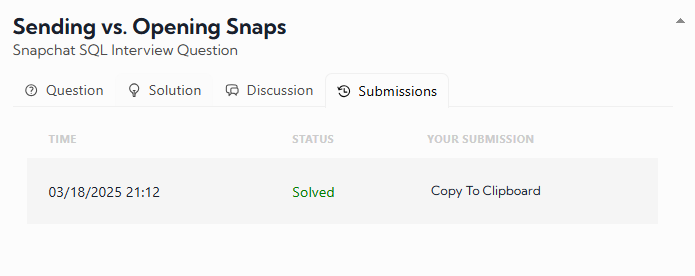 Sending vs. Opening Snaps
Snapchat SQL Interview Question
Question Solution Discussion Submissions
TIME STATUS YOUR SUBMISSION
03/18/2025 21:12 Solved Copy To Clipboard